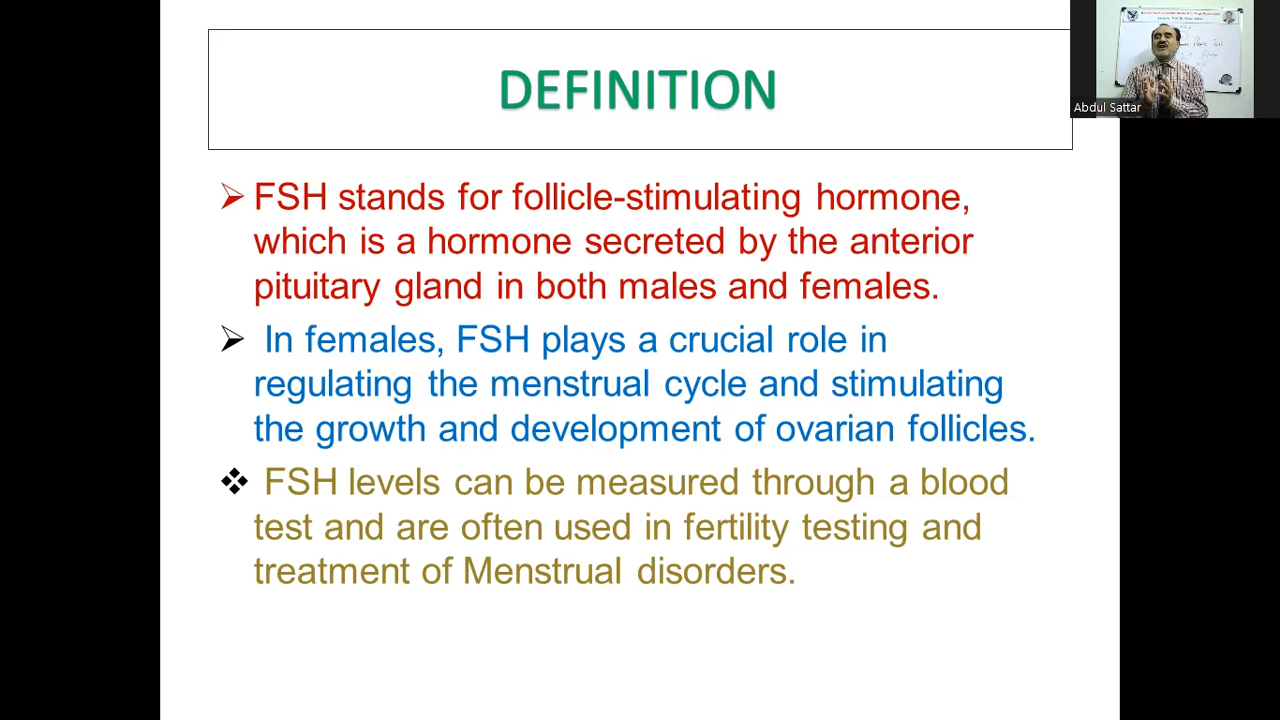 DEFINITION
Abdul Sattar
FSH stands for follicle-stimulating hormone,
which is a hormone secreted by the anterior
pituitary gland in both males and females.
In females, FSH plays a crucial role in
regulating the menstrual cycle and stimulating
the growth and development of ovarian follicles.
FSH levels can be measured through a blood
test and are often used in fertility testing and
treatment of Menstrual disorders.